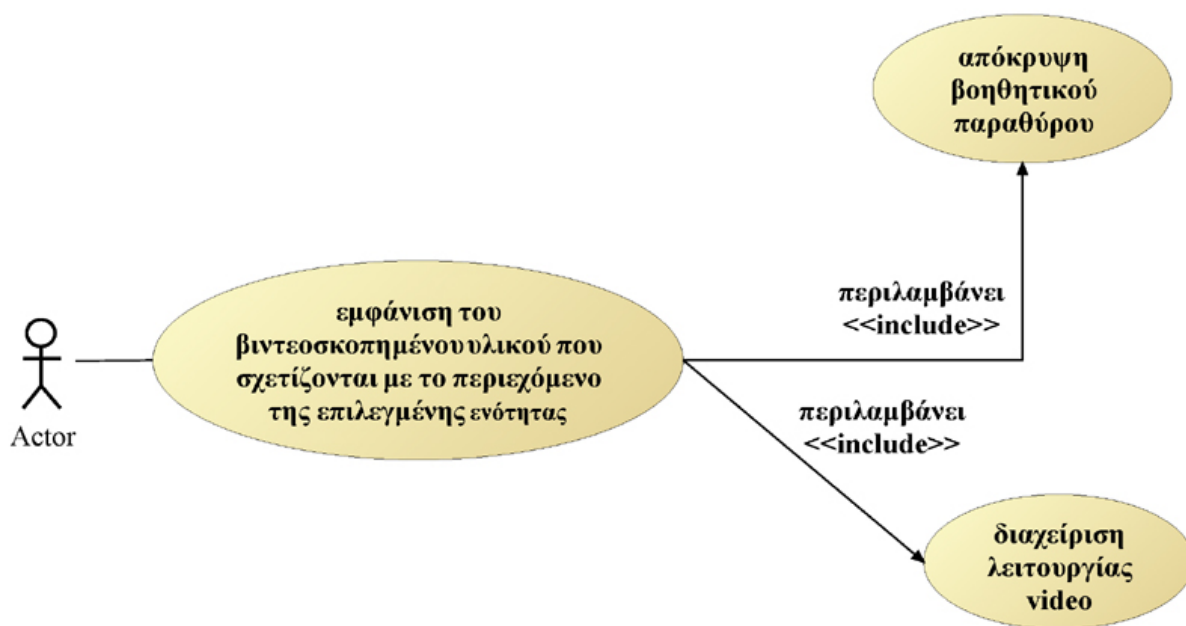 απόκρυψη
βοηθητικού
παραθύρου
περιλαμβάνει
<<include>>
εμφάνιση του
βιντεοσκοπημένου υλικού που
σχετίζονται με το περιεχόμενο
της επιλεγμένης ενότητας
Actor
περιλαμβάνει
<<include>>
διαχείριση
λειτουργίας
video